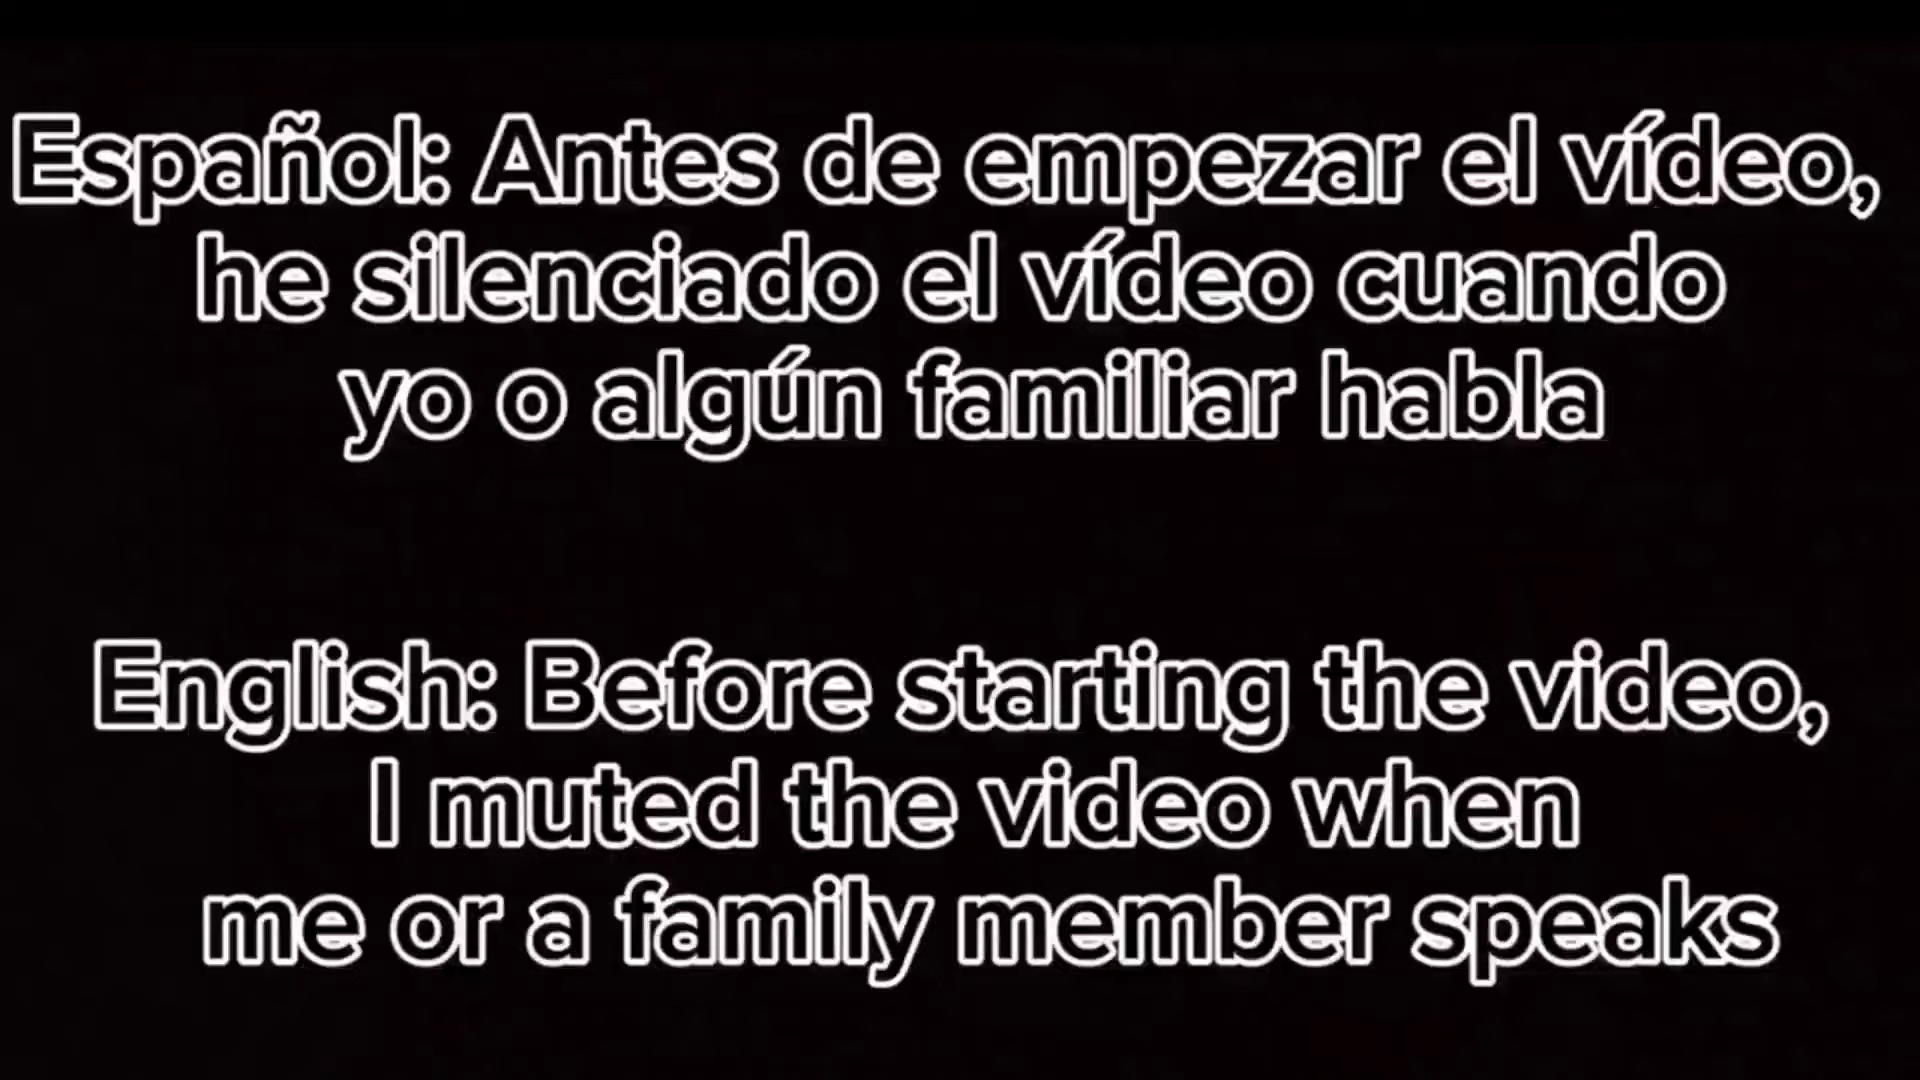 Español: Antes de empezar el vídeo,
he silenciado el vídeo cuando
yo o algún familiar habla
English: Before starting the video,
I muted the video when
me or a family member speaks